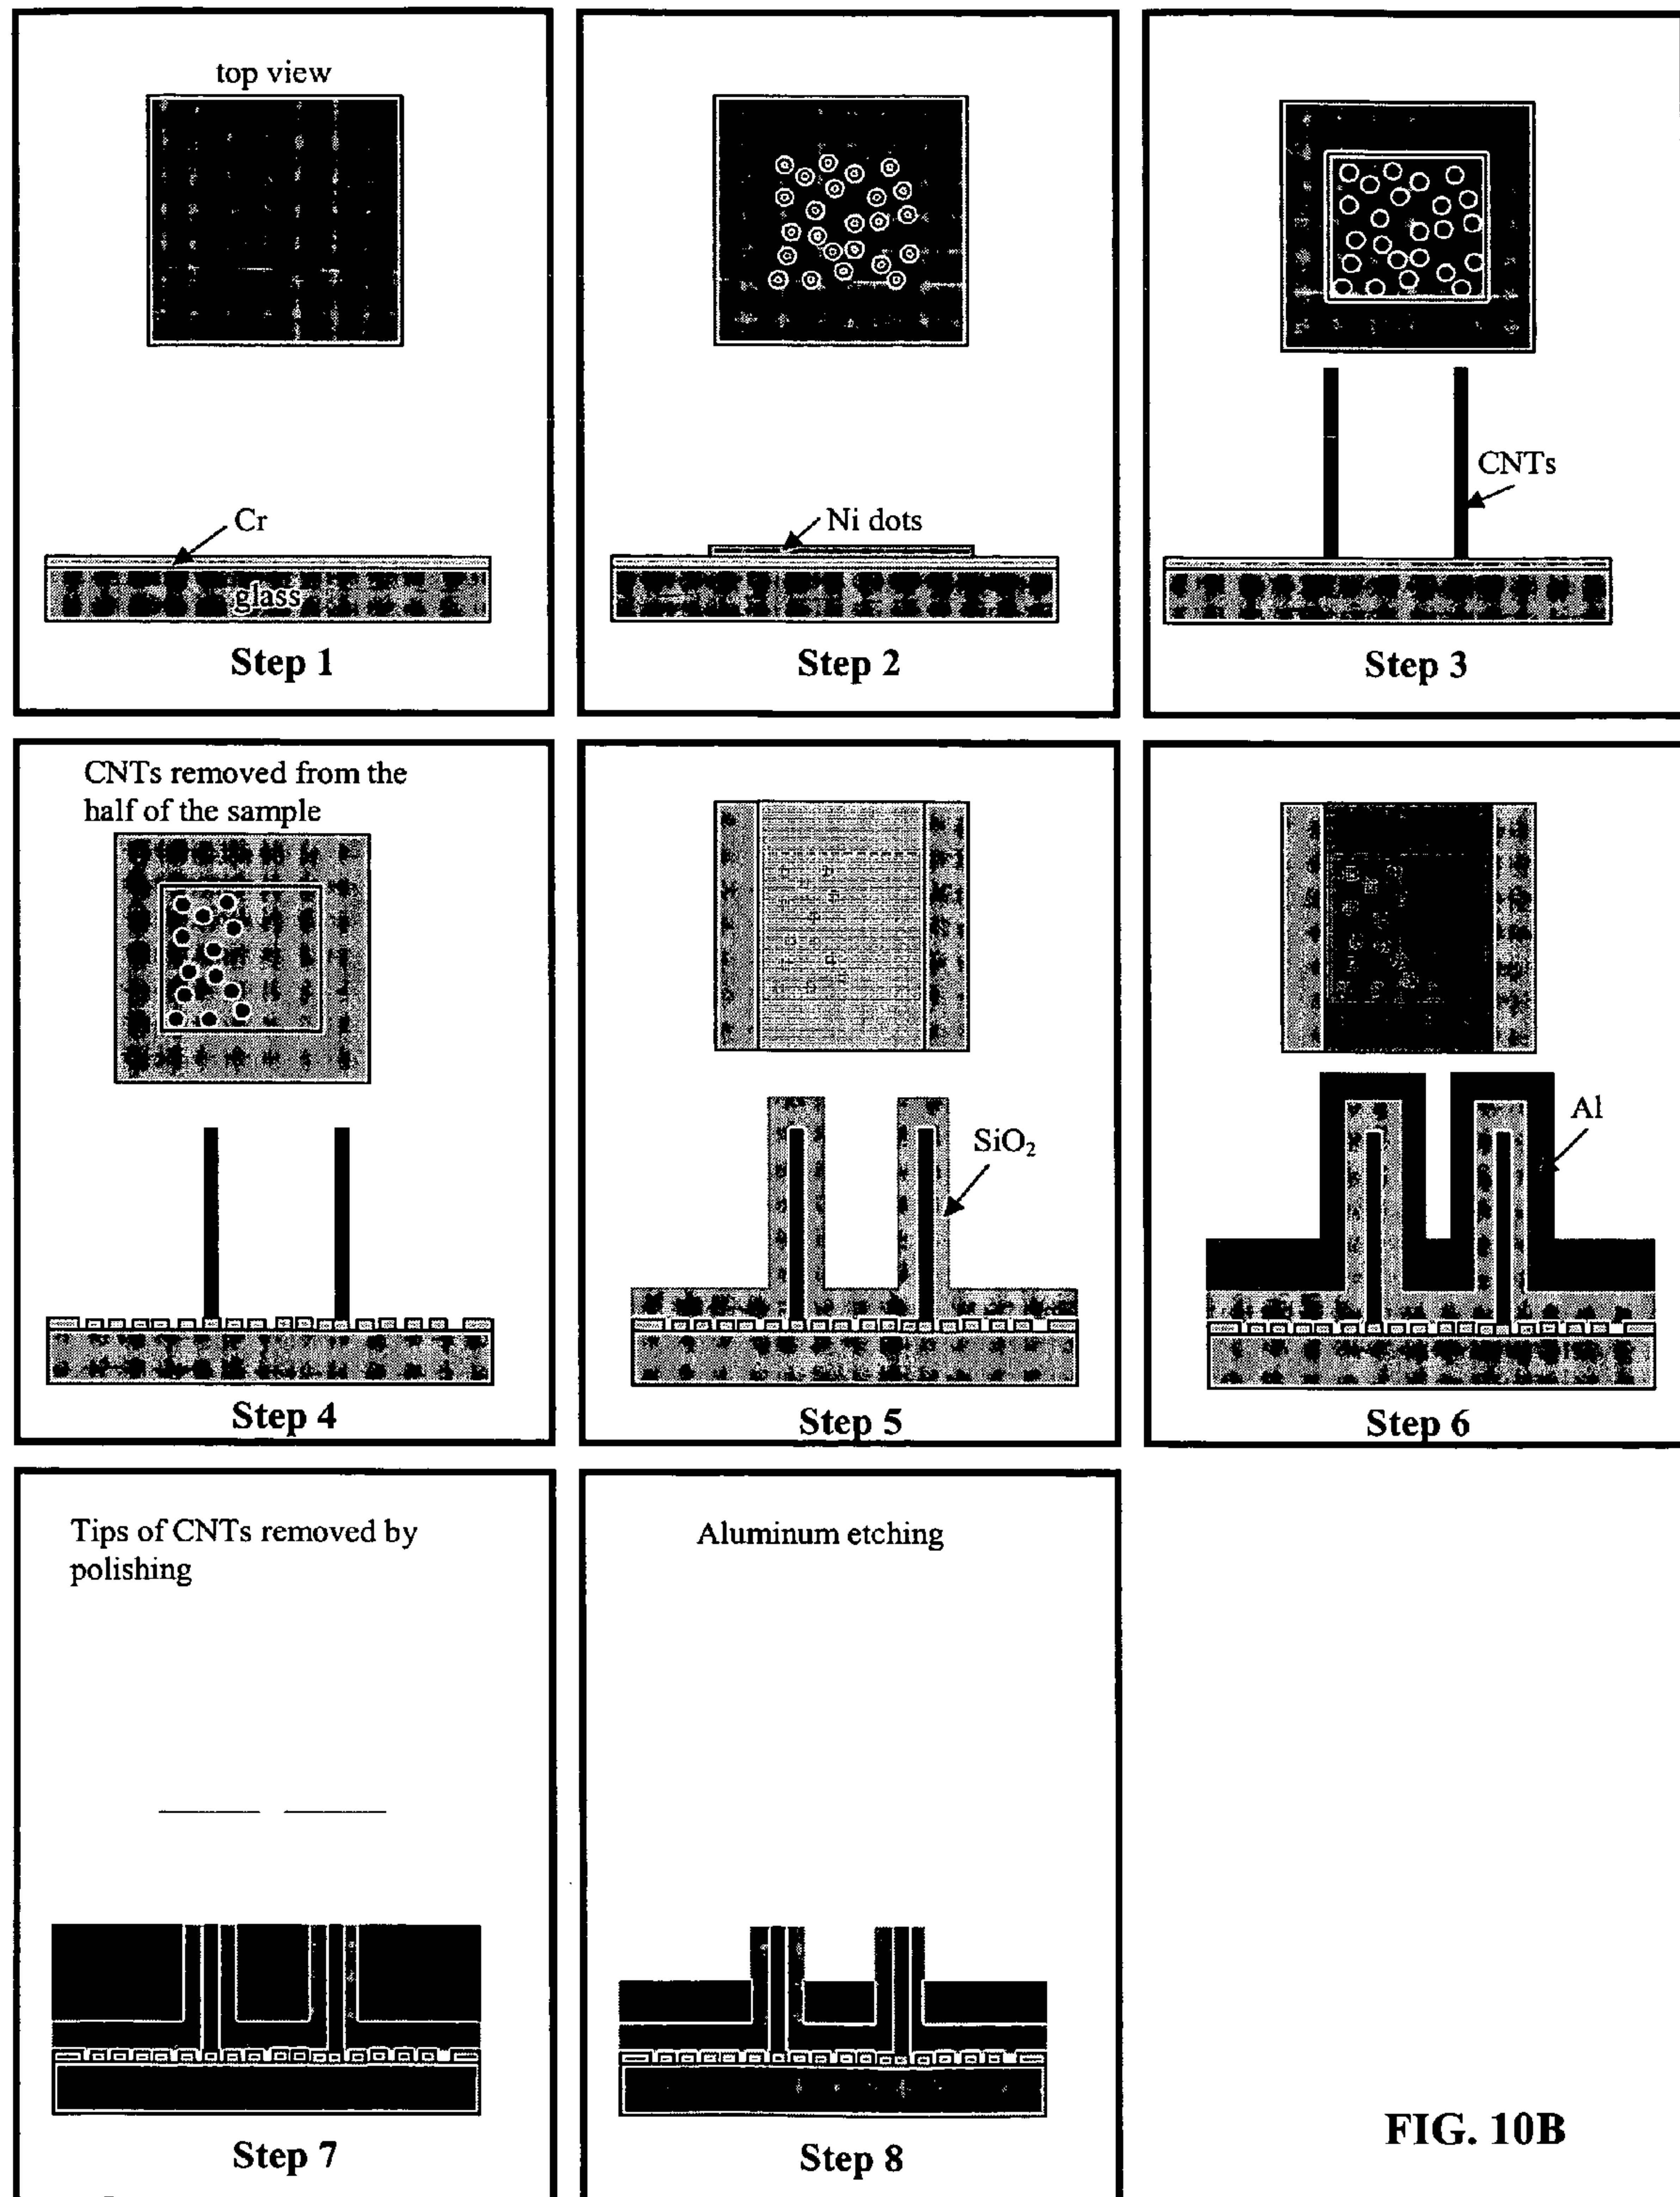 top view
Cr
glass
Step 1
Ni dots
Step 2
CNTs
Step 3
CNTs removed from the
half of the sample
Step 4
SiO₂
Step 5
Al
Step 6
Tips of CNTs removed by
polishing
Step 7
Aluminum etching
Step 8
FIG. 10B